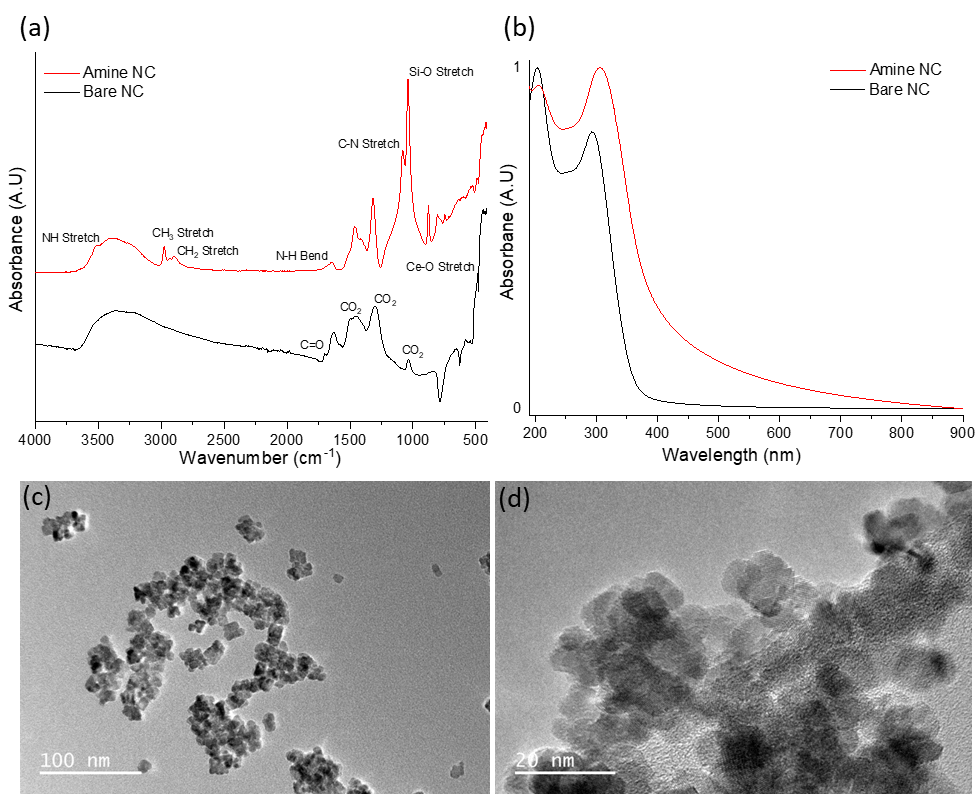 (a)
Amine NC
Bare NC
Si-O Stretch
C-N Stretch
NH Stretch
CH₃ Stretch
CH₂ Stretch
N-H Bend
Ce-O Stretch
CO₂
CO₂
C=O
CO₂
Absorbance (A.U)
4000 3500 3000 2500 2000 1500 1000 500
Wavenumber (cm⁻¹)
(b)
Amine NC
Bare NC
1
0
Absorbane (A.U)
200 300 400 500 600 700 800 900
Wavelength (nm)
(c)
100 nm
(d)
20 nm